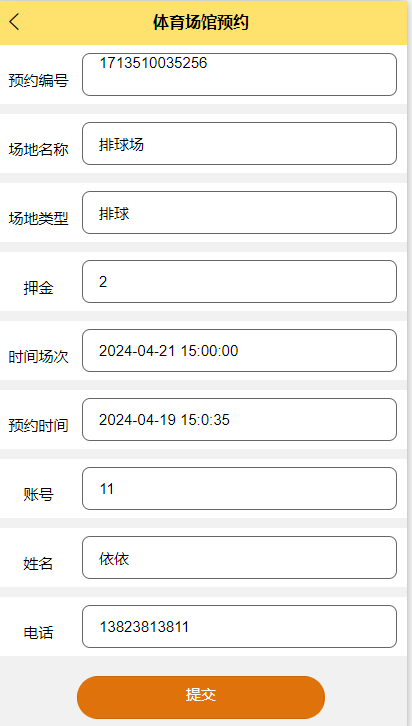 体育场馆预约
预约编号 1713510035256
场地名称 排球场
场地类型 排球
押金 2
时间场次 2024-04-21 15:00:00
预约时间 2024-04-19 15:0:35
账号 11
姓名 依依
电话 13823813811
提交